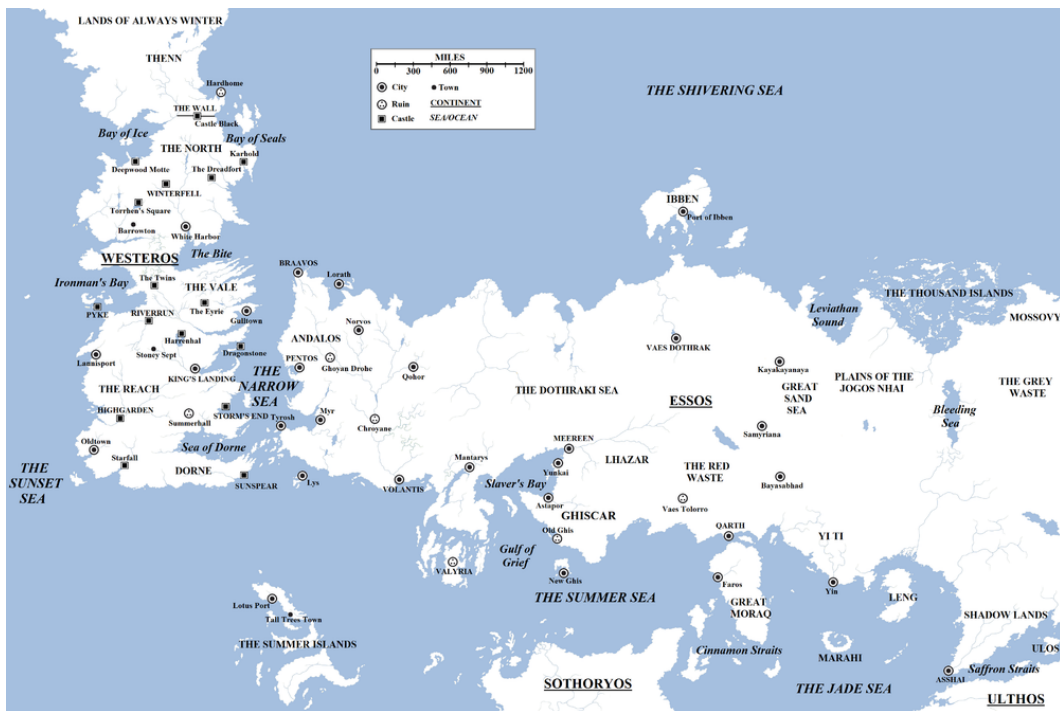 LANDS OF ALWAYS WINTER
THENN
Hardhome
THE WALL
Castle Black
Bay of Ice
Bay of Seals
THE NORTH
Karhold
Deepwood Motte
The Dreadfort
WINTERFELL
Torrhen's Square
Barrowton
White Harbor
WESTEROS
The Bite
Ironman's Bay
The Twins
THE VALE
PYKE
RIVERRUN
The Eyrie
Gulltown
Harrenhal
Stoney Sept
Dragonstone
Lannisport
KING'S LANDING
THE REACH
HIGHGARDEN
STORM'S END
Summerhall
Oldtown
Sea of Dorne
Starfall
DORNE
SUNSPEAR
THE
SUNSET
SEA
THE
NARROW
SEA
MILES
0
300
600
900
1200
City
Town
Ruin
CONTINENT
Castle
SEA/OCEAN
THE SHIVERING SEA
IBBEN
Port of Ibben
BRAAVOS
Lorath
Norvos
ANDALOS
PENTOS
Ghoyan Drohe
Qohor
Tyrosh
Myr
Chroyane
Lys
VOLANTIS
Mantarys
VALYRIA
THE DOTHRAKI SEA
VAES DOTHRAK
ESSOS
MEEREEN
Yunkai
LHAZAR
Slaver's Bay
Astapor
GHISCAR
Old Ghis
Gulf of
Grief
New Ghis
THE SUMMER SEA
THE RED
WASTE
Vaes Tolorro
QARTH
Faros
GREAT
MORAQ
Cinnamon Straits
Leviathan
Sound
THE THOUSAND ISLANDS
MOSSOVY
Kayakayanaya
GREAT
SAND
SEA
PLAINS OF THE
JOGOS NHAI
THE GREY
WASTE
Bleeding
Sea
Samyriana
Bayasabhad
YI TI
Yin
LENG
MARAHI
SHADOW LANDS
ULOS
Saffron Straits
ASSHAI
THE JADE SEA
ULTHOS
Lotus Port
Tall Trees Town
THE SUMMER ISLANDS
SOTHORYOS